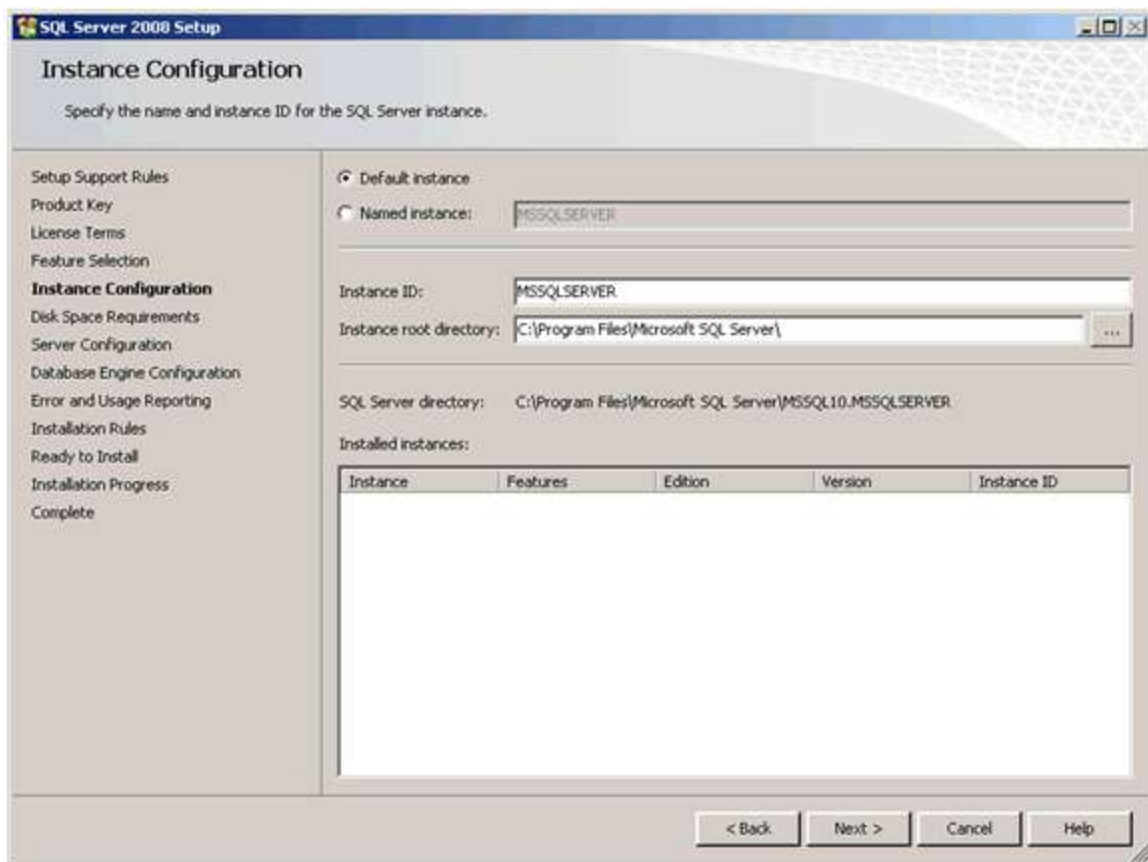 SQL Server 2008 Setup
Instance Configuration
Specify the name and instance ID for the SQL Server instance.
Setup Support Rules
Product Key
License Terms
Feature Selection
Instance Configuration
Disk Space Requirements
Server Configuration
Database Engine Configuration
Error and Usage Reporting
Installation Rules
Ready to Install
Installation Progress
Complete
Default instance
Named instance: MSSQLSERVER
Instance ID: MSSQLSERVER
Instance root directory: C:\Program Files\Microsoft SQL Server\ ...
SQL Server directory: C:\Program Files\Microsoft SQL Server\MSSQL10.MSSQLSERVER
Installed instances:
Instance Features Edition Version Instance ID
< Back Next > Cancel Help